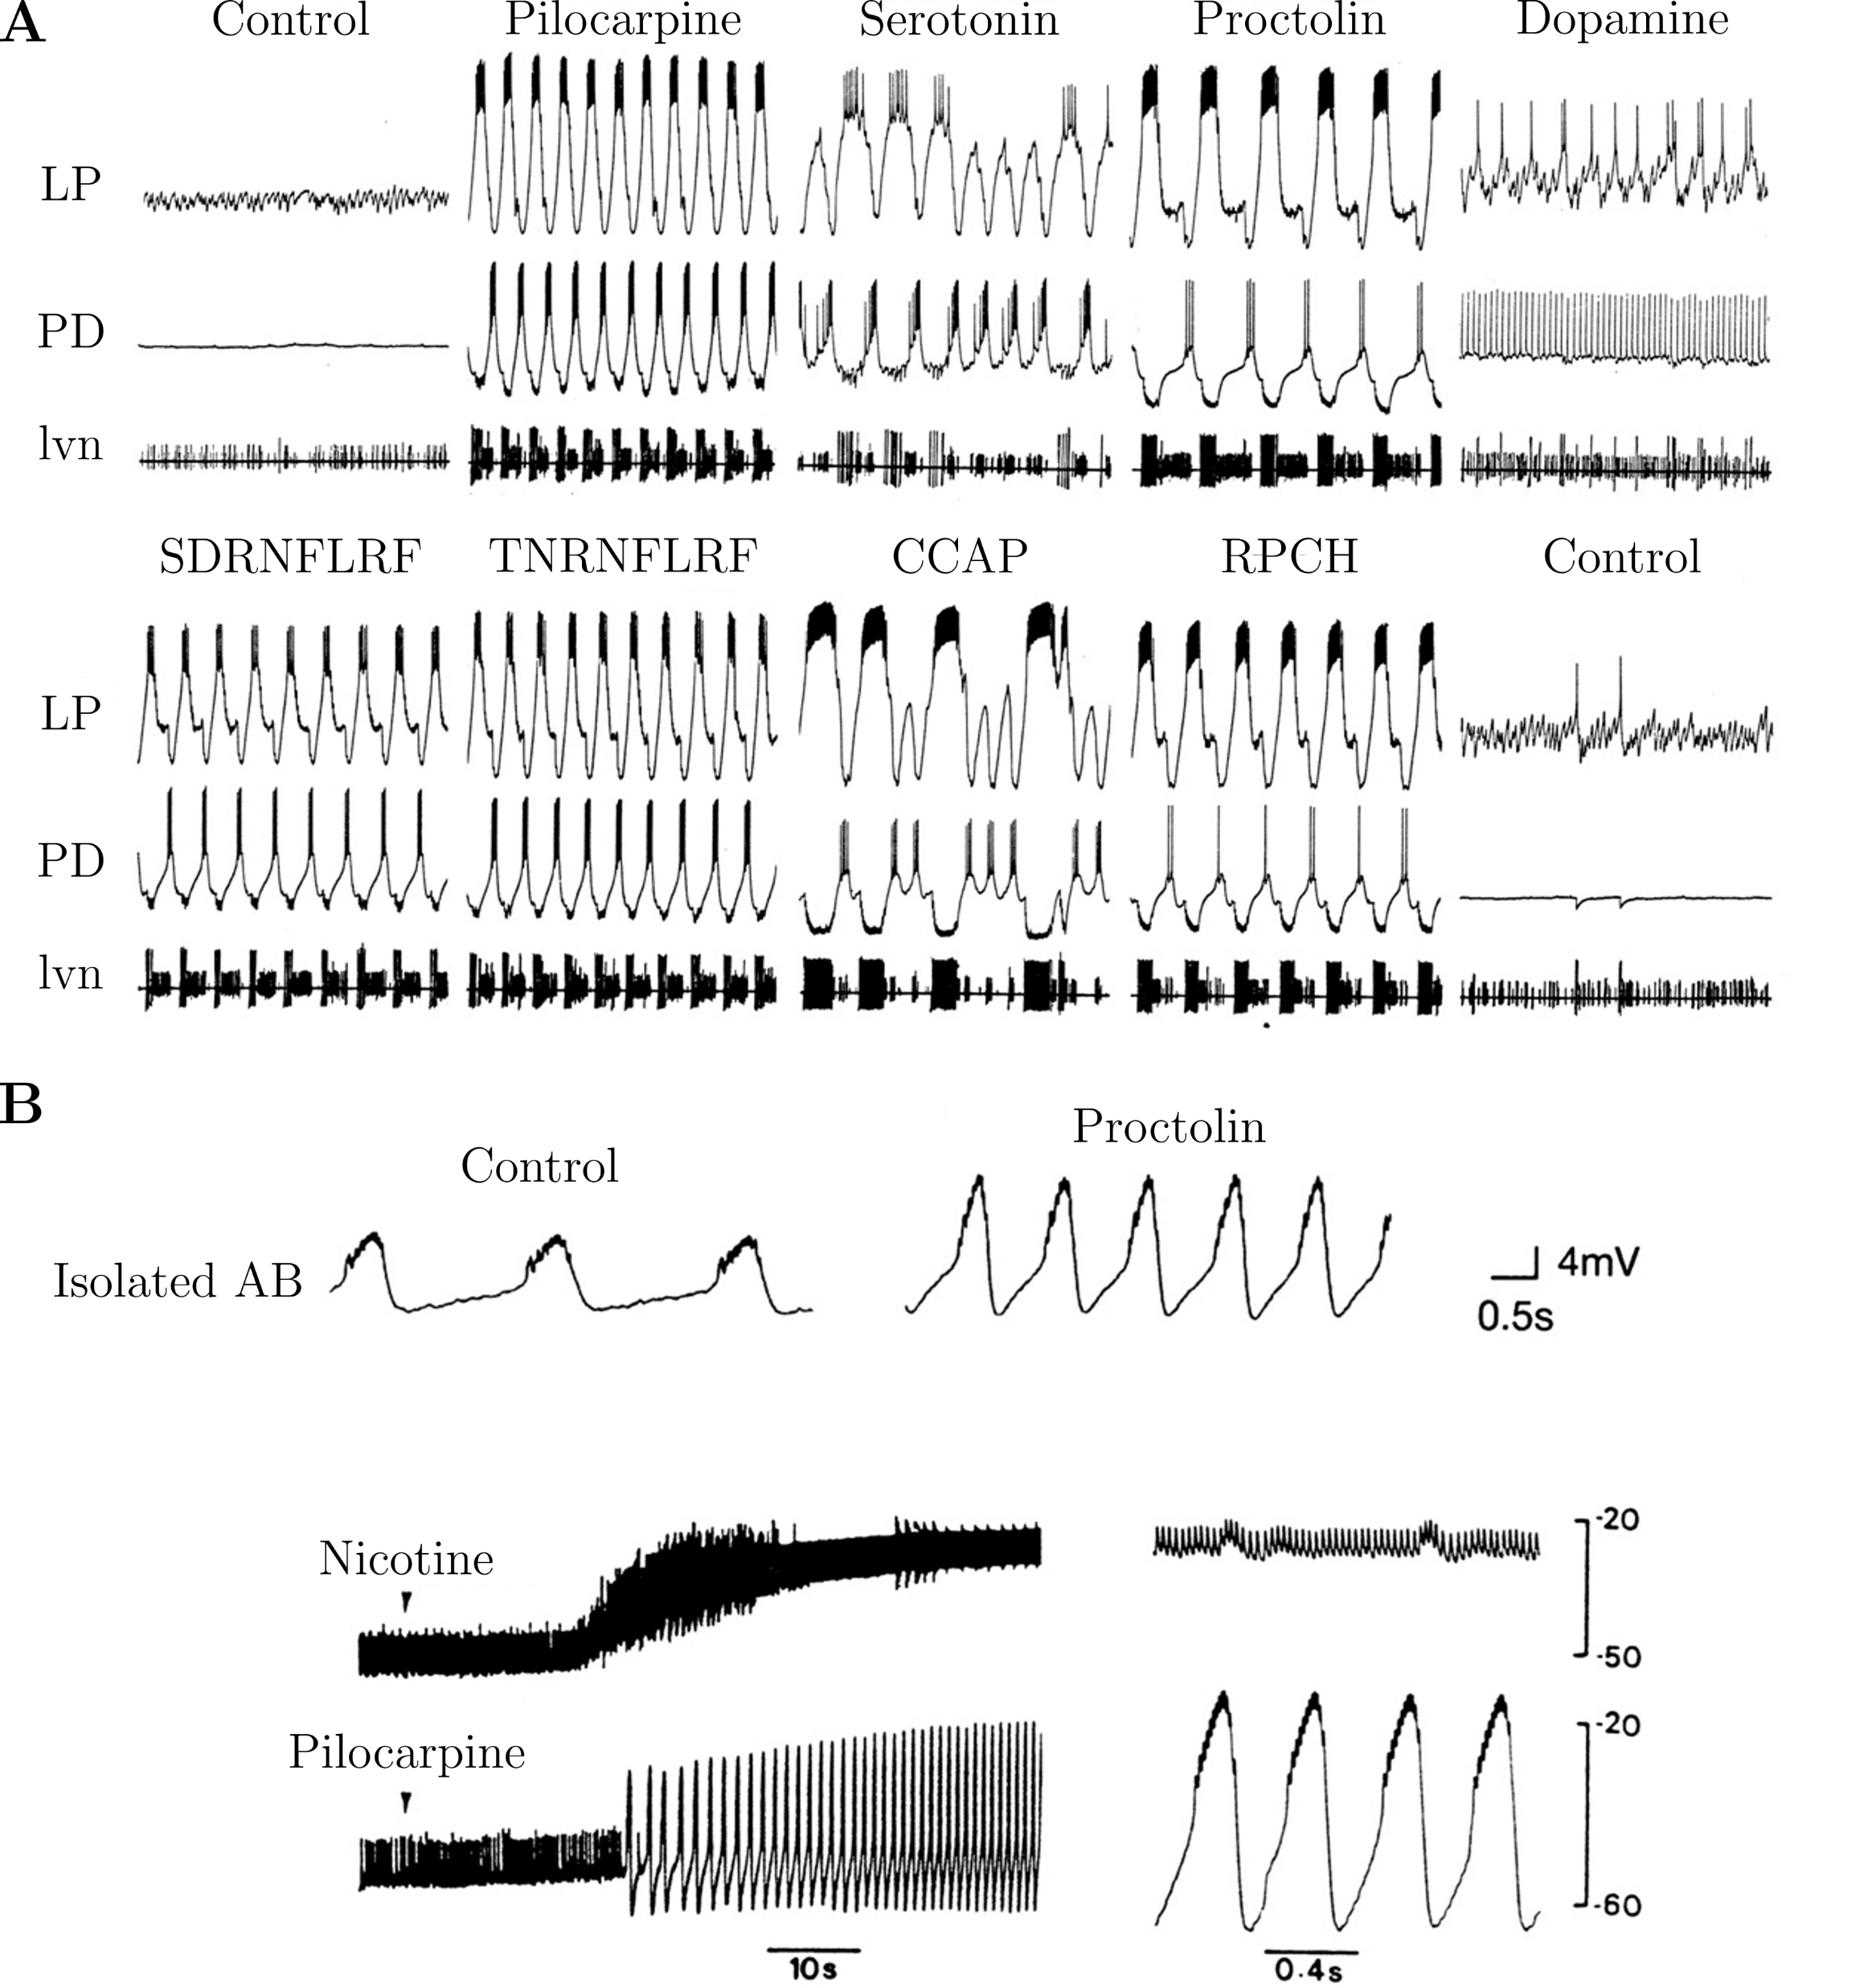 A
Control Pilocarpine Serotonin Proctolin Dopamine
LP
PD
lvn
SDRNFLRF TNRNFLRF CCAP RPCH Control
LP
PD
lvn
B
Control Proctolin
Isolated AB
4mV
0.5s
Nicotine
-20
-50
Pilocarpine
-20
-60
10s 0.4s